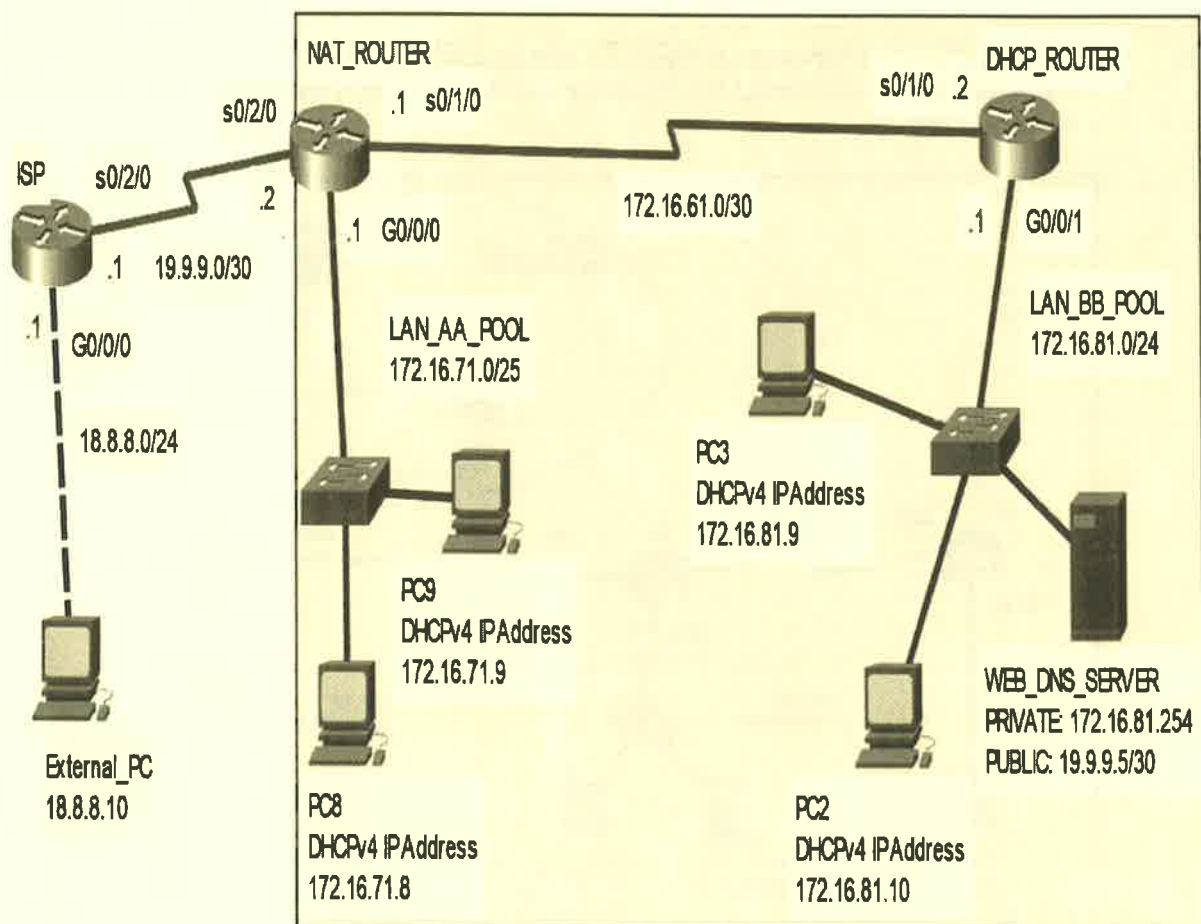 NAT_ROUTER
DHCP_ROUTER
s0/2/0
.1 s0/1/0
s0/1/0 .2
ISP
s0/2/0
.2
172.16.61.0/30
.1 G0/0/0
.1 G0/0/1
.1
19.9.9.0/30
.1
G0/0/0
LAN_AA_POOL
172.16.71.0/25
LAN_BB_POOL
172.16.81.0/24
18.8.8.0/24
PC3
DHCPv4 IPAddress
172.16.81.9
PC9
DHCPv4 IPAddress
172.16.71.9
WEB_DNS_SERVER
PRIVATE: 172.16.81.254
PUBLIC: 19.9.9.5/30
External_PC
18.8.8.10
PC8
DHCPv4 IPAddress
172.16.71.8
PC2
DHCPv4 IPAddress
172.16.81.10